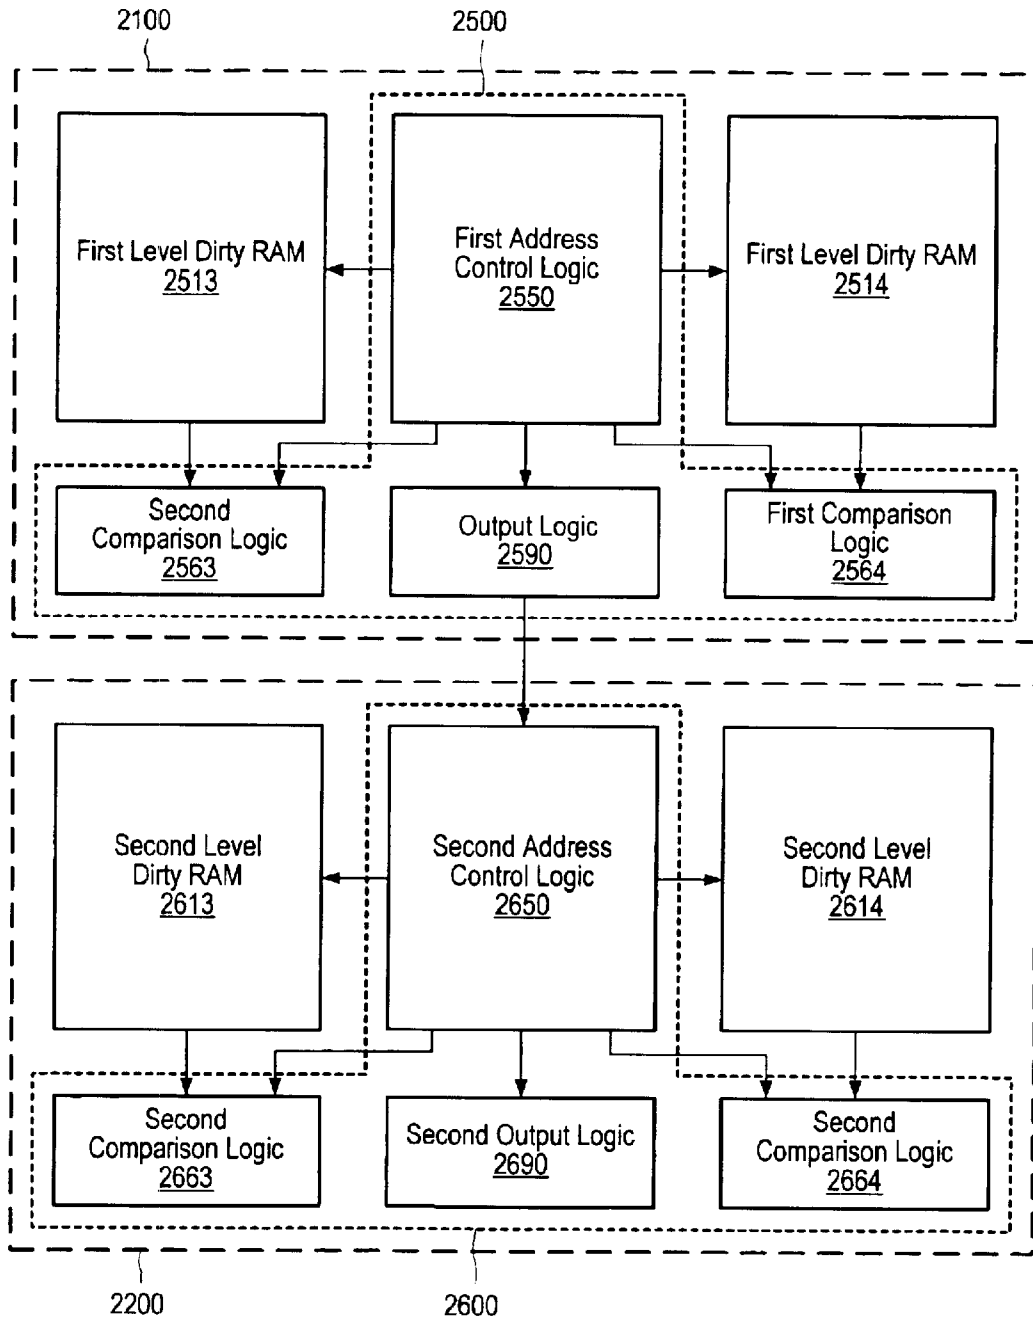 2100
2500
First Level Dirty RAM
2513
First Address
Control Logic
2550
First Level Dirty RAM
2514
Second
Comparison Logic
2563
Output Logic
2590
First Comparison
Logic
2564
Second Level
Dirty RAM
2613
Second Address
Control Logic
2650
Second Level
Dirty RAM
2614
Second
Comparison Logic
2663
Second Output Logic
2690
Second
Comparison Logic
2664
2200
2600